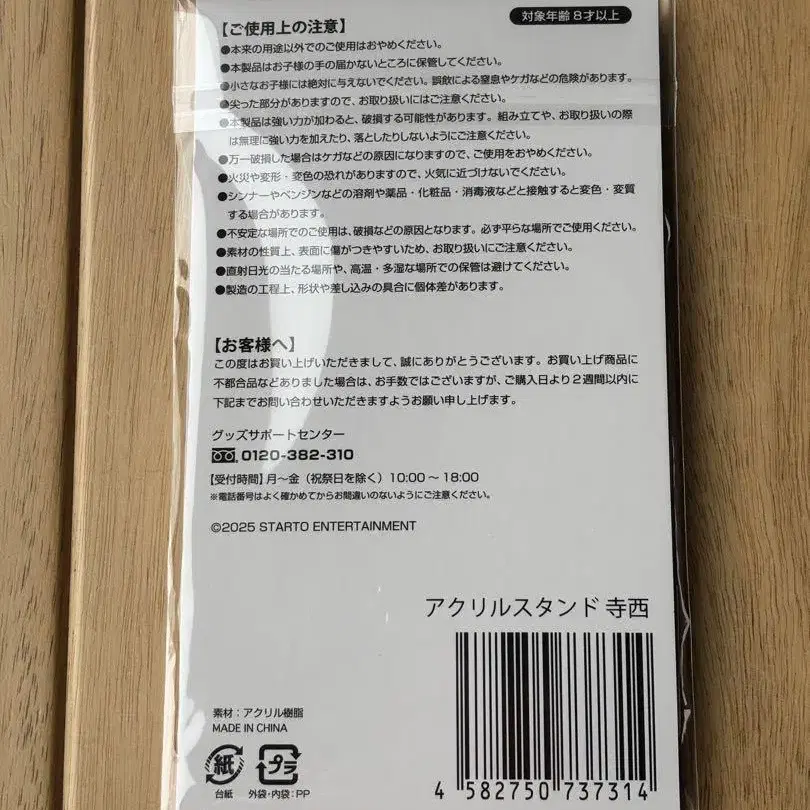 【ご使用上の注意】
対象年齢 8才以上
●本来の用途以外でのご使用はおやめください。
●本製品はお子様の手の届かないところに保管してください。
●小さなお子様には絶対に与えないでください。誤飲による窒息やケガなどの危険があります。
●尖った部分がありますので、お取り扱いにはご注意ください。
●本製品は強い力が加わると、破損する可能性があります。組み立てや、お取り扱いの際
は無理に強い力を加えたり、落としたりしないようにご注意ください。
●万一破損した場合はケガなどの原因になりますので、ご使用をおやめください。
●火災や変形・変色の恐れがありますので、火気に近づけないでください。
●シンナーやベンジンなどの溶剤や薬品・化粧品・消毒液などと接触すると変色・変質
する場合があります。
●不安定な場所でのご使用は、破損などの原因となります。必ず平らな場所でご使用ください。
●素材の性質上、表面に傷がつきやすいため、お取り扱いにご注意ください。
●直射日光の当たる場所や、高温・多湿な場所での保管は避けてください。
●製造の工程上、形状や差し込みの具合に個体差があります。
【お客様へ】
この度はお買い上げいただきまして、誠にありがとうございます。お買い上げ商品に
不都合品などありました場合は、お手数ではございますが、ご購入日より2週間以内に
下記までお問い合わせいただきますようお願い申し上げます。
グッズサポートセンター
0120-382-310
【受付時間】月〜金（祝祭日を除く）10:00〜18:00
※電話番号はよく確かめてからお間違いのないようにご注意ください。
©2025 STARTO ENTERTAINMENT
アクリルスタンド 寺西
素材：アクリル樹脂
MADE IN CHINA
紙
プラ
台紙
外袋・内袋：PP
4 582750 737314